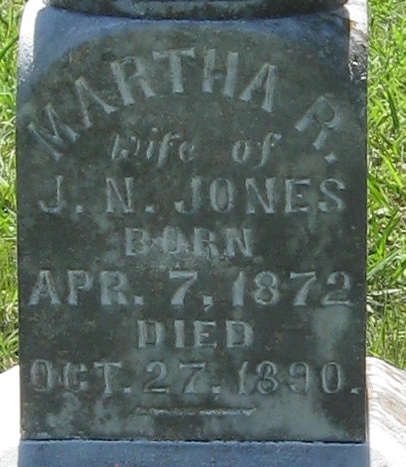 MARTHA R.
Wife of
J. N. JONES
BORN
APR. 7, 1872
DIED
OCT. 27, 1890.